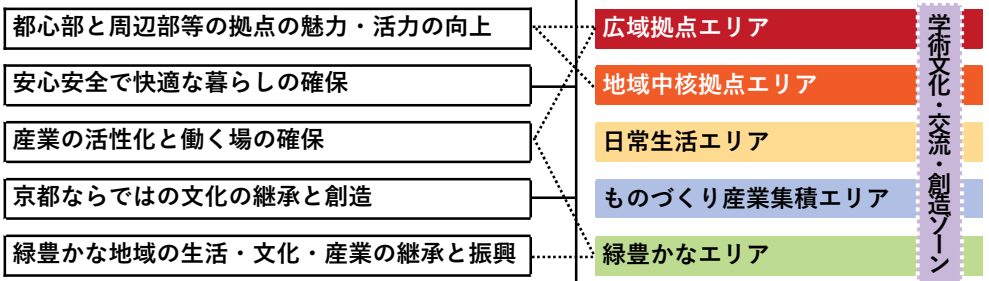 都心部と周辺部等の拠点の魅力・活力の向上
安心安全で快適な暮らしの確保
産業の活性化と働く場の確保
京都ならではの文化の継承と創造
緑豊かな地域の生活・文化・産業の継承と振興
広域拠点エリア
地域中核拠点エリア
日常生活エリア
ものづくり産業集積エリア
緑豊かなエリア
学術文化・交流・創造ゾーン